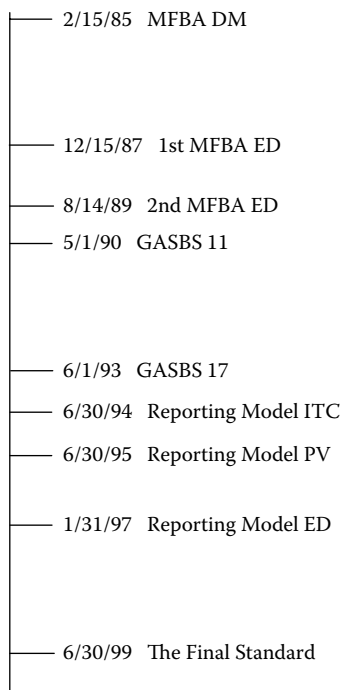 2/15/85 MFBA DM
12/15/87 1st MFBA ED
8/14/89 2nd MFBA ED
5/1/90 GASBS 11
6/1/93 GASBS 17
6/30/94 Reporting Model ITC
6/30/95 Reporting Model PV
1/31/97 Reporting Model ED
6/30/99 The Final Standard